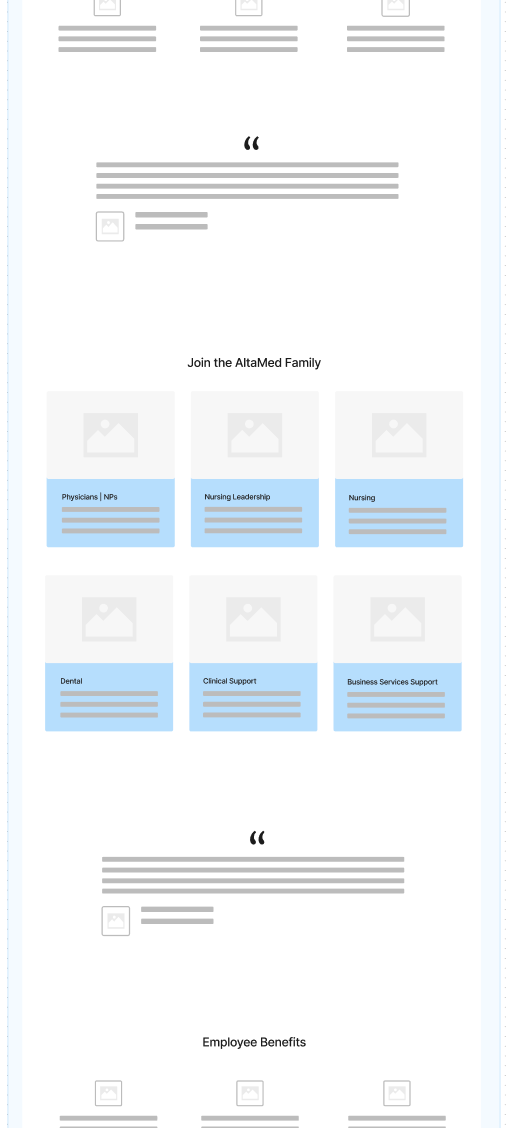 “
Join the AltaMed Family
Physicians | NPs
Nursing Leadership
Nursing
Dental
Clinical Support
Business Services Support
“
Employee Benefits